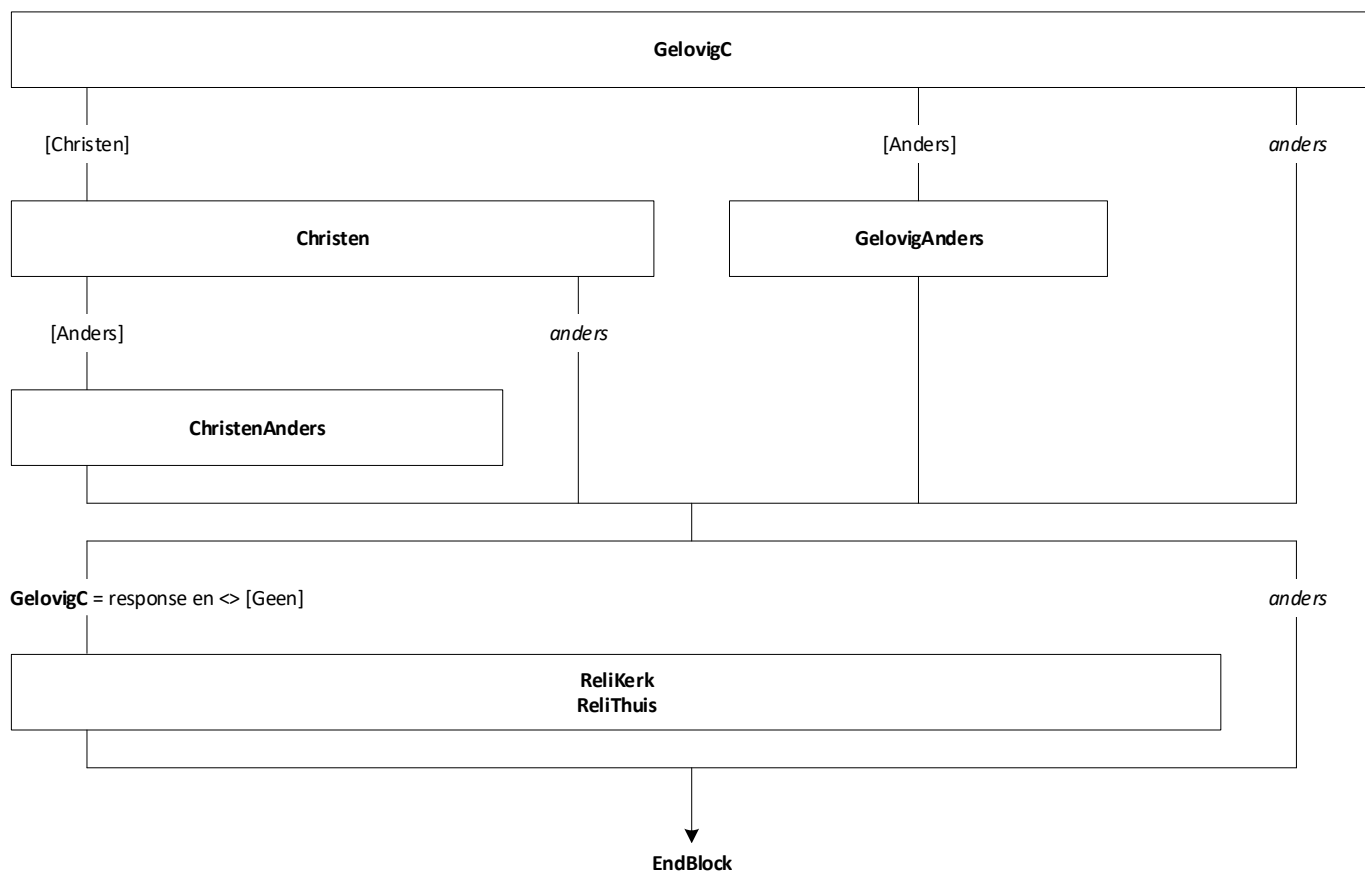 GelovigC
[Christen]
[Anders]
anders
Christen
GelovigAnders
[Anders]
anders
ChristenAnders
GelovigC = response en <> [Geen]
anders
ReliKerk
ReliThuis
EndBlock